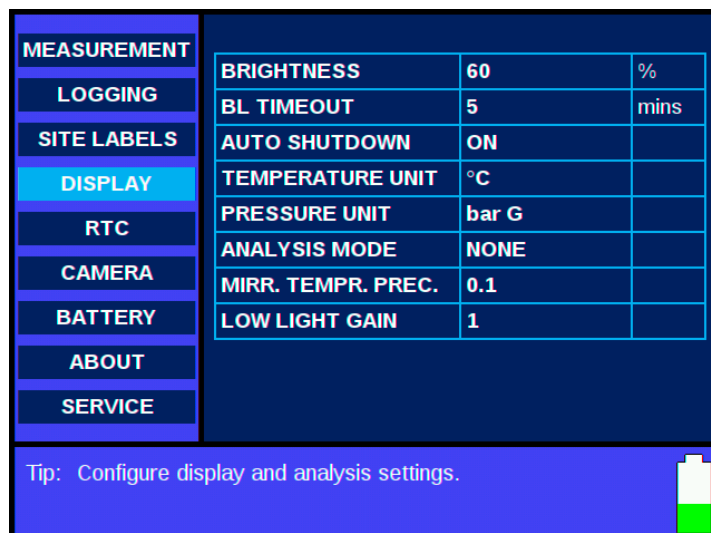 MEASUREMENT
LOGGING
SITE LABELS
DISPLAY
RTC
CAMERA
BATTERY
ABOUT
SERVICE
BRIGHTNESS 60 %
BL TIMEOUT 5 mins
AUTO SHUTDOWN ON
TEMPERATURE UNIT °C
PRESSURE UNIT bar G
ANALYSIS MODE NONE
MIRR. TEMPR. PREC. 0.1
LOW LIGHT GAIN 1
Tip: Configure display and analysis settings.